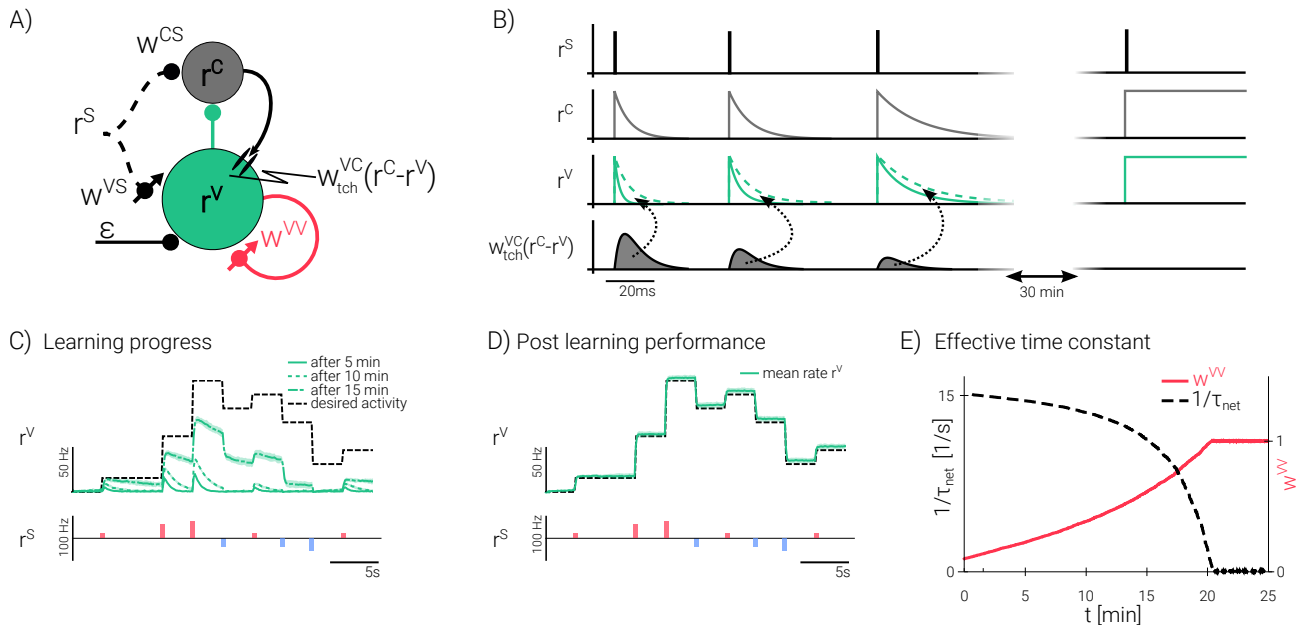 A)
w^CS
r^C
r^S
w^VS
r^V
w^VC_tch(r^C-r^V)
ε
w^VV
B)
r^S
r^C
r^V
w^VC_tch(r^C-r^V)
20ms
30 min
C) Learning progress
after 5 min
after 10 min
after 15 min
desired activity
r^V
50 Hz
r^S
100 Hz
5s
D) Post learning performance
mean rate r^V
r^V
50 Hz
r^S
100 Hz
5s
E) Effective time constant
w^VV
1/τ_net
15
1
1/τ_net [1/s]
w^VV
0
0
0 5 10 15 20 25
t [min]